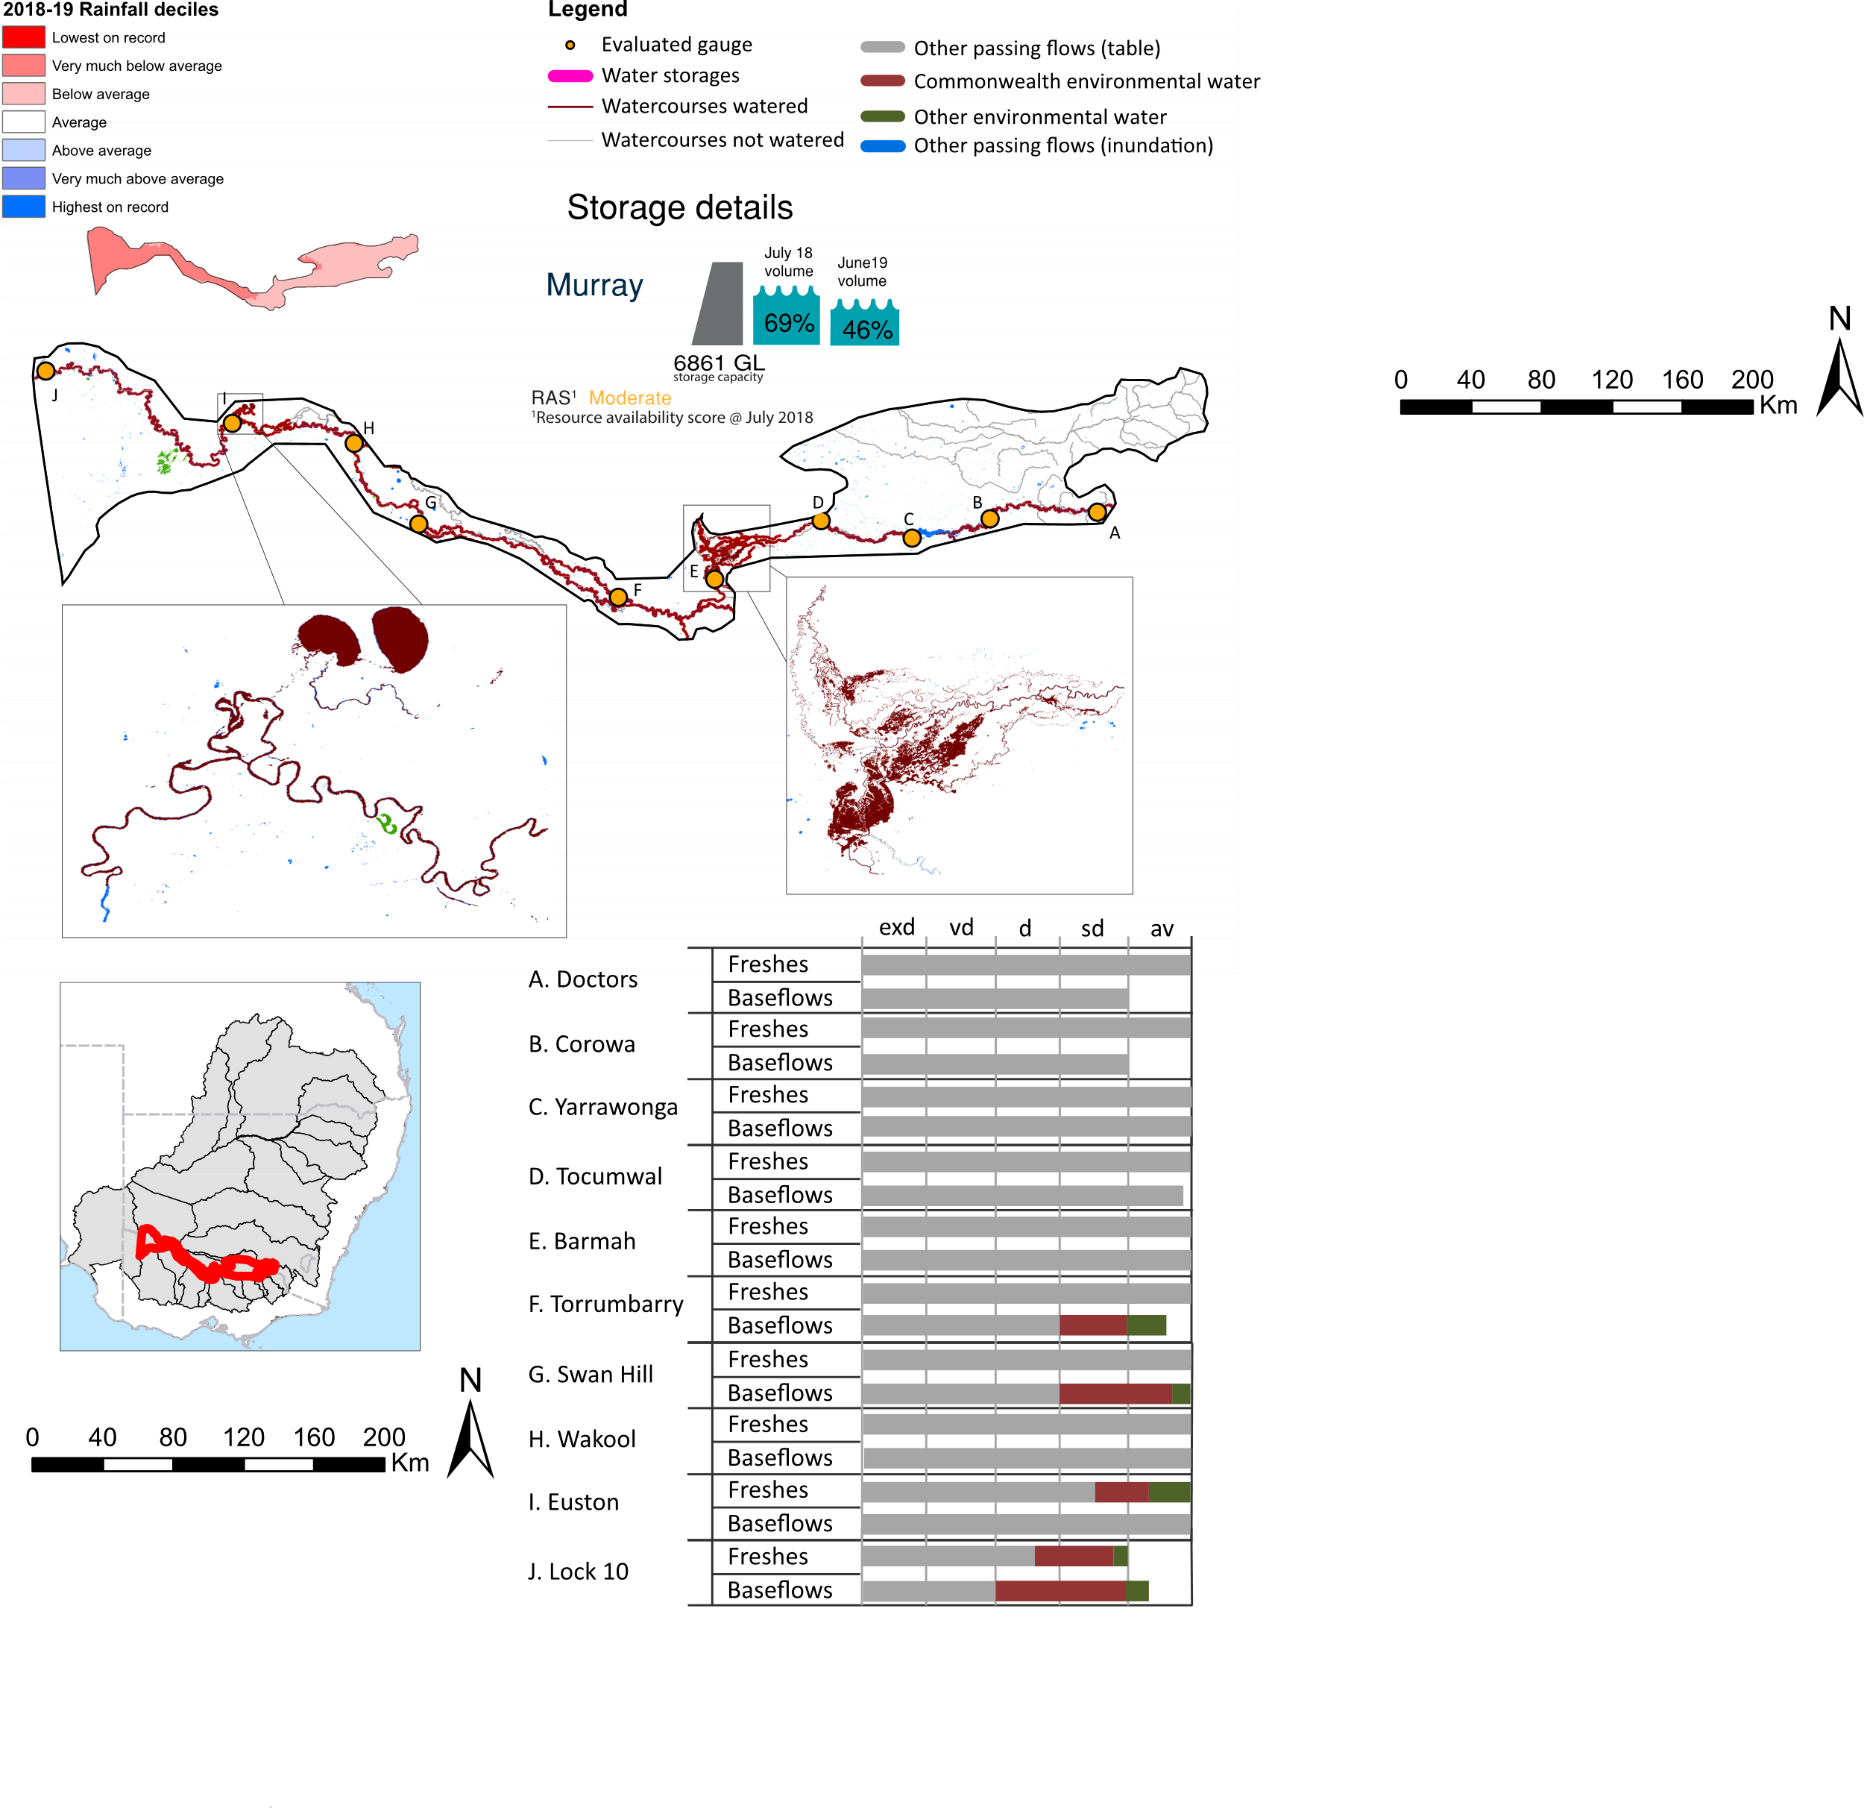 2018-19 Rainfall deciles
Lowest on record
Very much below average
Below average
Average
Above average
Very much above average
Highest on record
Legend
Evaluated gauge
Water storages
Watercourses watered
Watercourses not watered
Other passing flows (table)
Commonwealth environmental water
Other environmental water
Other passing flows (inundation)
Storage details
Murray
July 18
volume
69%
June19
volume
46%
6861 GL
storage capacity
RAS¹ Moderate
¹Resource availability score @ July 2018
N
0 40 80 120 160 200
Km
J
I
H
G
F
E
D
C
B
A
exd vd d sd av
A. Doctors
Freshes
Baseflows
B. Corowa
Freshes
Baseflows
C. Yarrawonga
Freshes
Baseflows
D. Tocumwal
Freshes
Baseflows
E. Barmah
Freshes
Baseflows
F. Torrumbarry
Freshes
Baseflows
G. Swan Hill
Freshes
Baseflows
H. Wakool
Freshes
Baseflows
I. Euston
Freshes
Baseflows
J. Lock 10
Freshes
Baseflows
N
0 40 80 120 160 200
Km